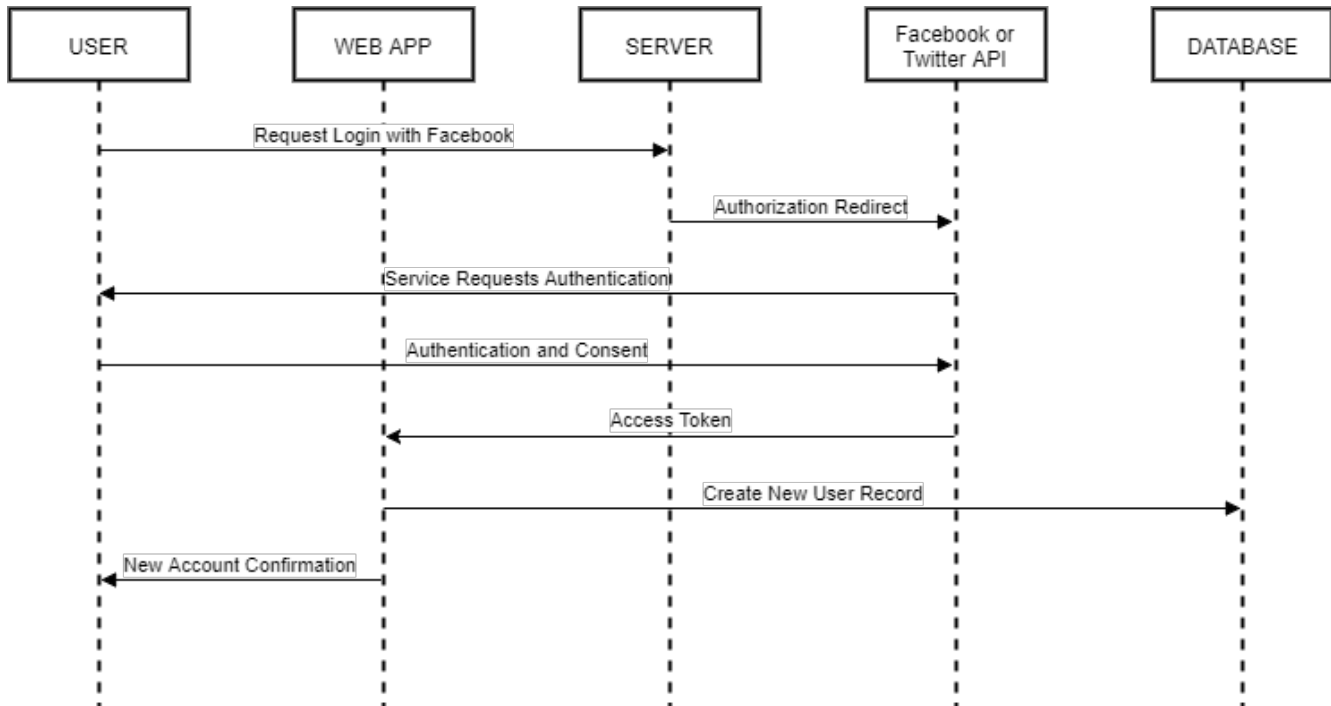 USER
WEB APP
SERVER
Facebook or
Twitter API
DATABASE
Request Login with Facebook
Authorization Redirect
Service Requests Authentication
Authentication and Consent
Access Token
Create New User Record
New Account Confirmation